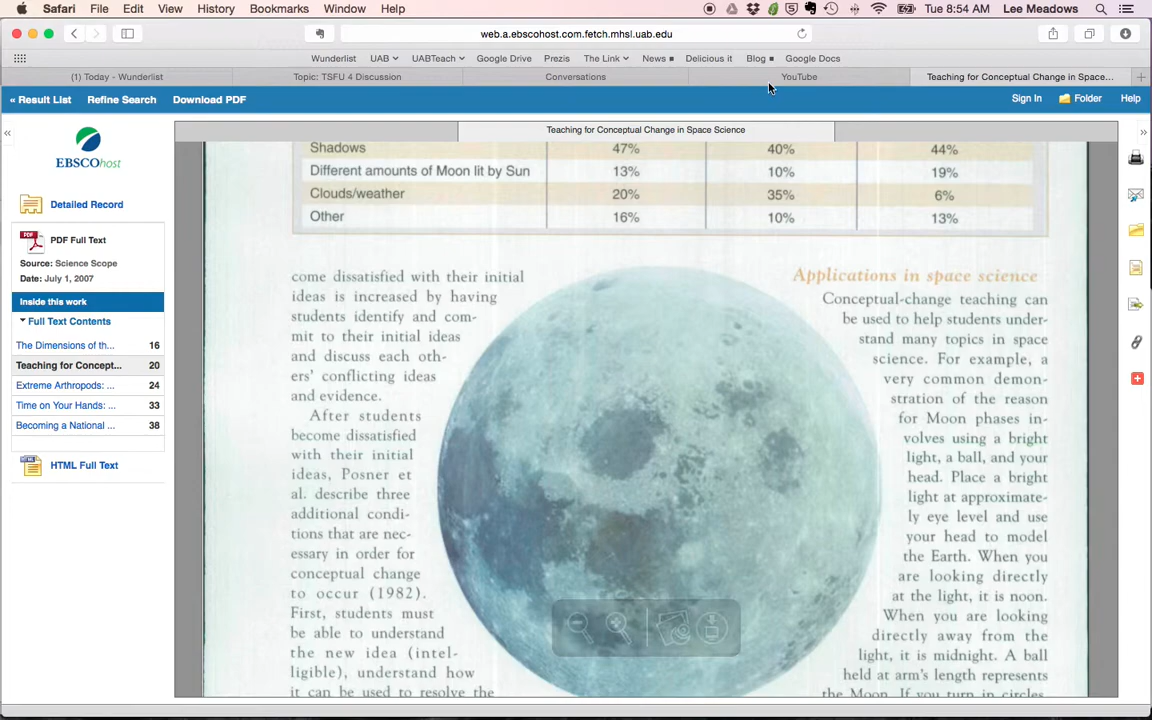 Safari File Edit View History Bookmarks Window Help Tue 8:54 AM Lee Meadows
web.a.ebscohost.com.fetch.mhsl.uab.edu
Wunderlist UAB UABTeach Google Drive Prezis The Link News Delicious it Blog Google Docs
(1) Today - Wunderlist Topic: TSFU 4 Discussion Conversations YouTube Teaching for Conceptual Change in Space...
« Result List Refine Search Download PDF Sign In Folder Help
EBSCOhost
Detailed Record
PDF Full Text
Source: Science Scope
Date: July 1, 2007
Inside this work
Full Text Contents
The Dimensions of th... 16
Teaching for Concept... 20
Extreme Arthropods: ... 24
Time on Your Hands: ... 33
Becoming a National ... 38
HTML Full Text
Teaching for Conceptual Change in Space Science
Shadows 47% 40% 44%
Different amounts of Moon lit by Sun 13% 10% 19%
Clouds/weather 20% 35% 6%
Other 16% 10% 13%
come dissatisfied with their initial
ideas is increased by having
students identify and com-
mit to their initial ideas
and discuss each oth-
ers' conflicting ideas
and evidence.
After students
become dissatisfied
with their initial
ideas, Posner et
al. describe three
additional condi-
tions that are nec-
essary in order for
conceptual change
to occur (1982).
First, students must
be able to understand
the new idea (intel-
ligible), understand how
it can be used to resolve the
Applications in space science
Conceptual-change teaching can
be used to help students under-
stand many topics in space
science. For example, a
very common demon-
stration of the reason
for Moon phases in-
volves using a bright
light, a ball, and your
head. Place a bright
light at approximate-
ly eye level and use
your head to model
the Earth. When you
are looking directly
at the light, it is noon.
When you are looking
directly away from the
light, it is midnight. A ball
held at arm's length represents
the Moon. If you turn in circles,